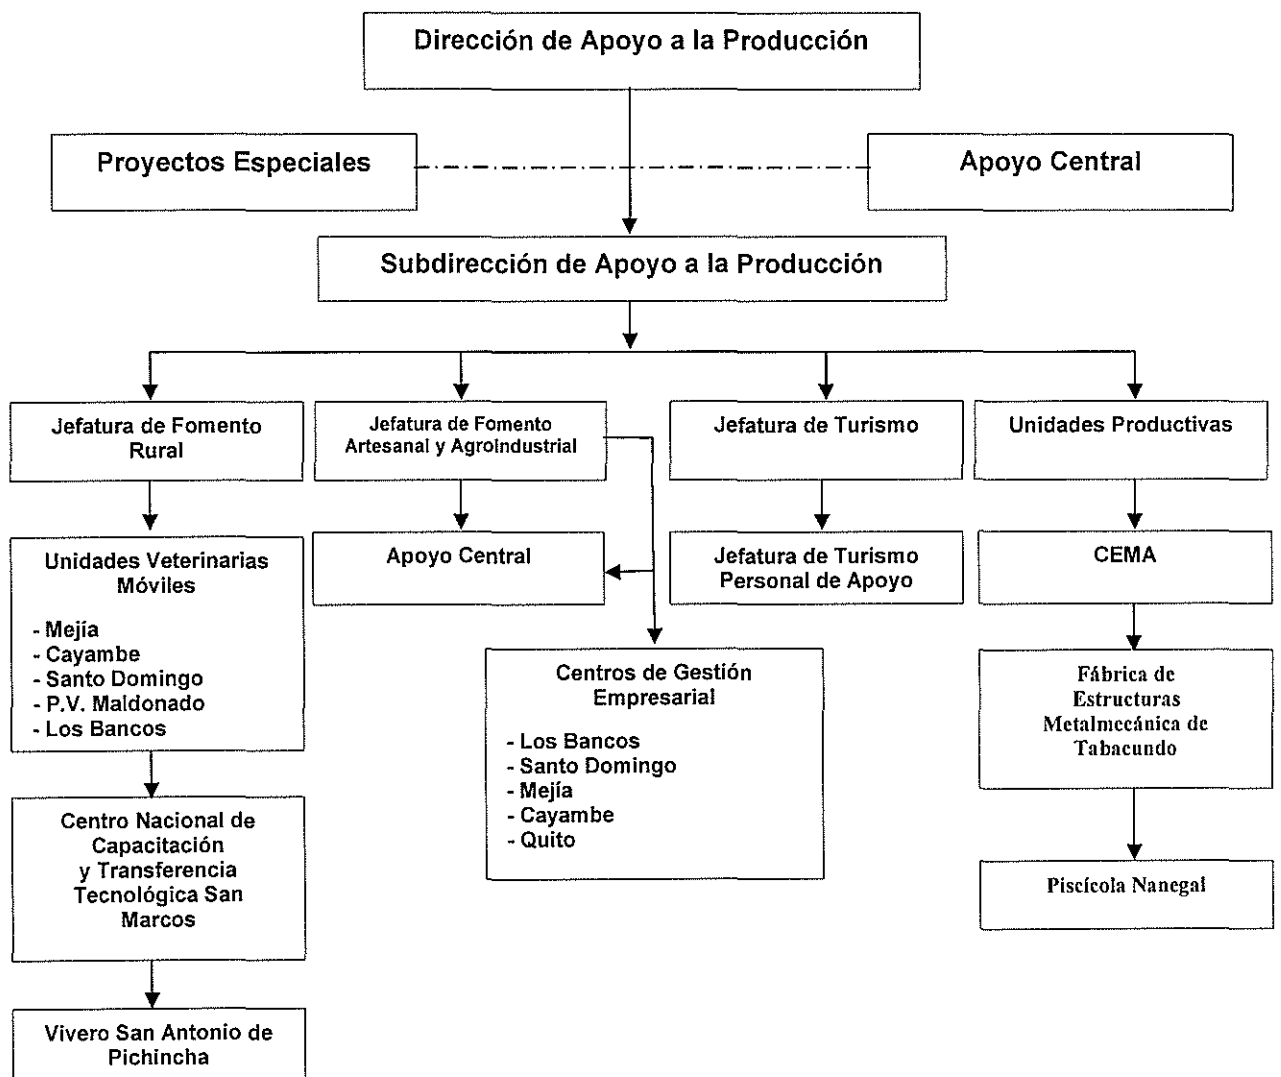 Dirección de Apoyo a la Producción
Proyectos Especiales
Apoyo Central
Subdirección de Apoyo a la Producción
Jefatura de Fomento
Rural
Jefatura de Fomento
Artesanal y Agroindustrial
Jefatura de Turismo
Unidades Productivas
Unidades Veterinarias
Móviles
- Mejía
- Cayambe
- Santo Domingo
- P.V. Maldonado
- Los Bancos
Apoyo Central
Jefatura de Turismo
Personal de Apoyo
CEMA
Centros de Gestión
Empresarial
- Los Bancos
- Santo Domingo
- Mejía
- Cayambe
- Quito
Fábrica de
Estructuras
Metalmecánica de
Tabacundo
Centro Nacional de
Capacitación
y Transferencia
Tecnológica San
Marcos
Piscícola Nanegal
Vivero San Antonio de
Pichincha